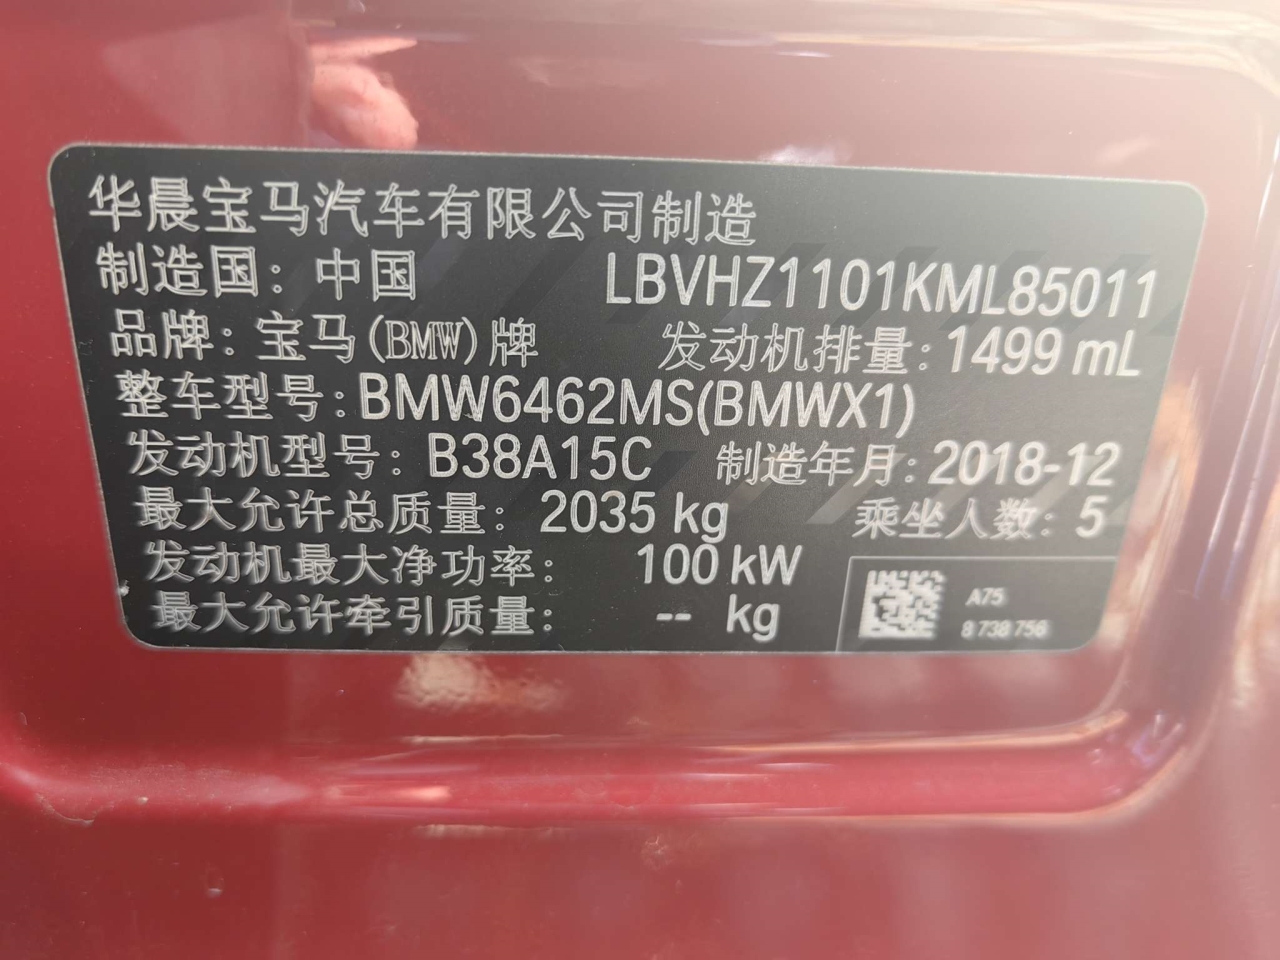 华晨宝马汽车有限公司制造
制造国：中国 LBVHZ1101KML85011
品牌：宝马(BMW)牌 发动机排量：1499 mL
整车型号：BMW6462MS(BMWX1)
发动机型号：B38A15C 制造年月：2018-12
最大允许总质量：2035 kg 乘坐人数：5
发动机最大净功率：100 kW
最大允许牵引质量：-- kg
A75
8 738 756